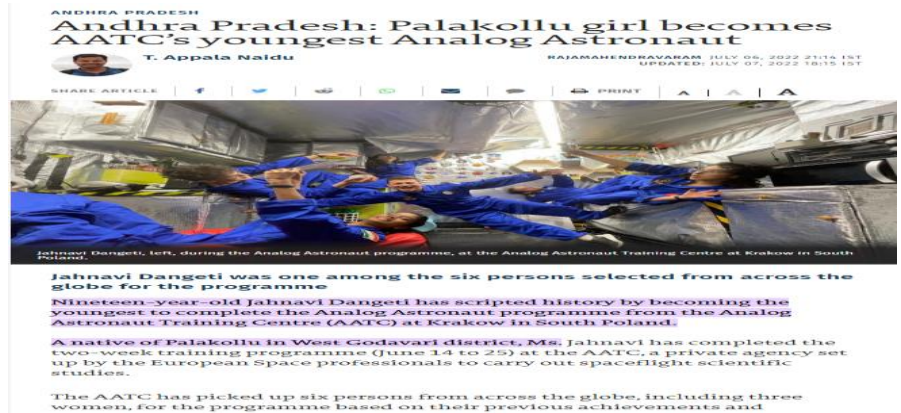 ANDHRA PRADESH
Andhra Pradesh: Palakollu girl becomes
AATC's youngest Analog Astronaut
T. Appala Naidu
RAJAMAHENDRAVARAM JULY 06, 2022 21:14 IST
UPDATED: JULY 07, 2022 18:15 IST
SHARE ARTICLE PRINT A A A
Jahnavi Dangeti, left, during the Analog Astronaut programme, at the Analog Astronaut Training Centre at Krakow in South
Poland.
Jahnavi Dangeti was one among the six persons selected from across the
globe for the programme
Nineteen-year-old Jahnavi Dangeti has scripted history by becoming the
youngest to complete the Analog Astronaut programme from the Analog
Astronaut Training Centre (AATC) at Krakow in South Poland.
A native of Palakollu in West Godavari district, Ms. Jahnavi has completed the
two-week training programme (June 14 to 25) at the AATC, a private agency set
up by the European Space professionals to carry out spaceflight scientific
studies.
The AATC has picked up six persons from across the globe, including three
women, for the programme based on their previous achievements and